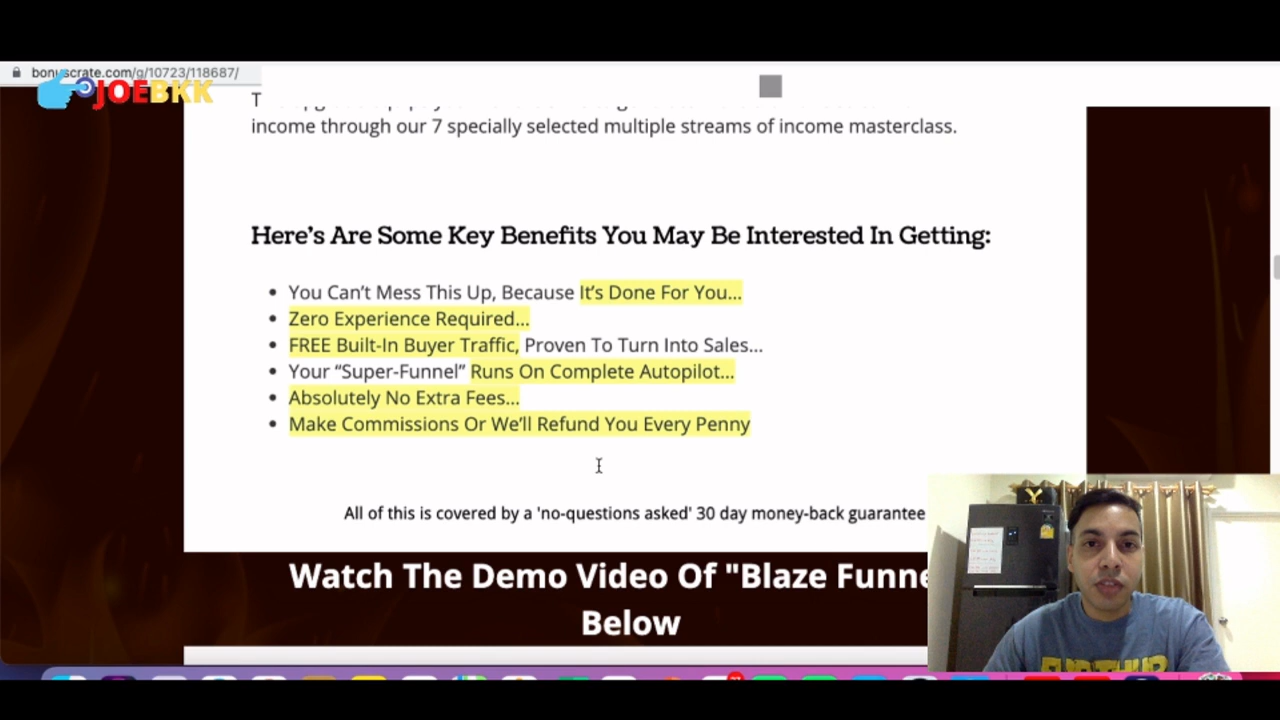 bonuscrate.com/g/10723/118687/
JOEBKK
income through our 7 specially selected multiple streams of income masterclass.
Here's Are Some Key Benefits You May Be Interested In Getting:
You Can't Mess This Up, Because It's Done For You...
Zero Experience Required...
FREE Built-In Buyer Traffic, Proven To Turn Into Sales...
Your “Super-Funnel” Runs On Complete Autopilot...
Absolutely No Extra Fees...
Make Commissions Or We'll Refund You Every Penny
All of this is covered by a 'no-questions asked' 30 day money-back guarantee
Watch The Demo Video Of "Blaze Funne
Below